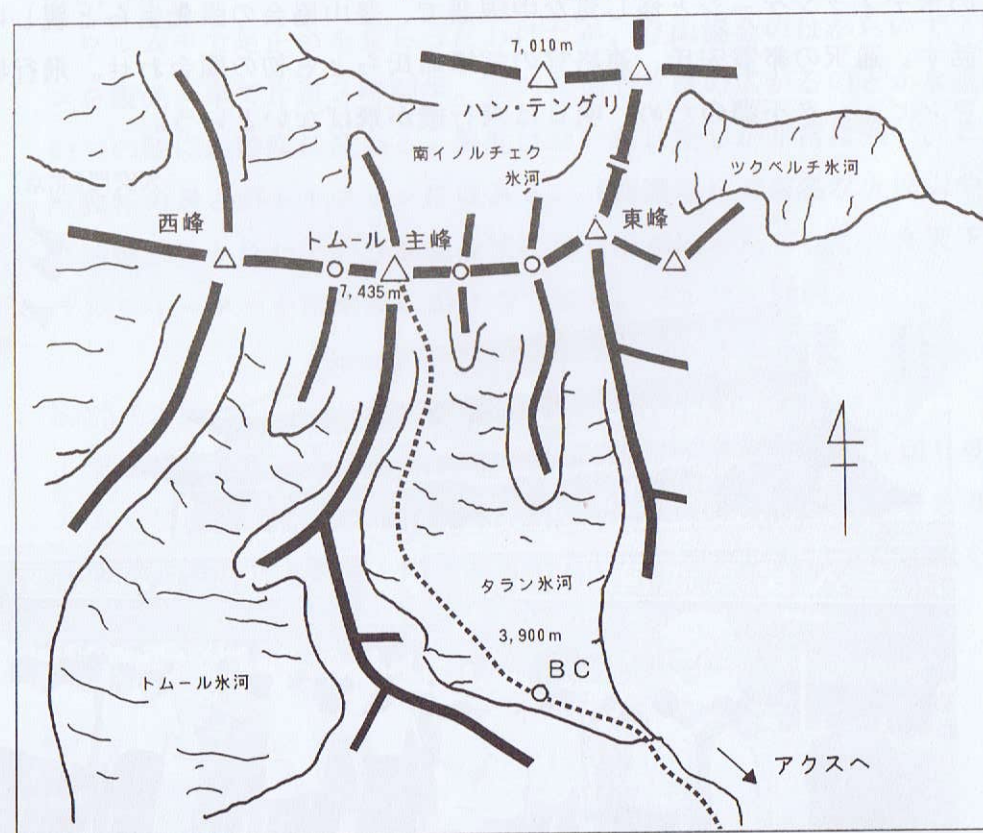 7,010m
ハン・テングリ
南イノルチェク
氷河
ツクベルチ氷河
西峰
トムール 主峰
東峰
7,435m
タラン氷河
3,900m
BC
トムール氷河
アクスへ